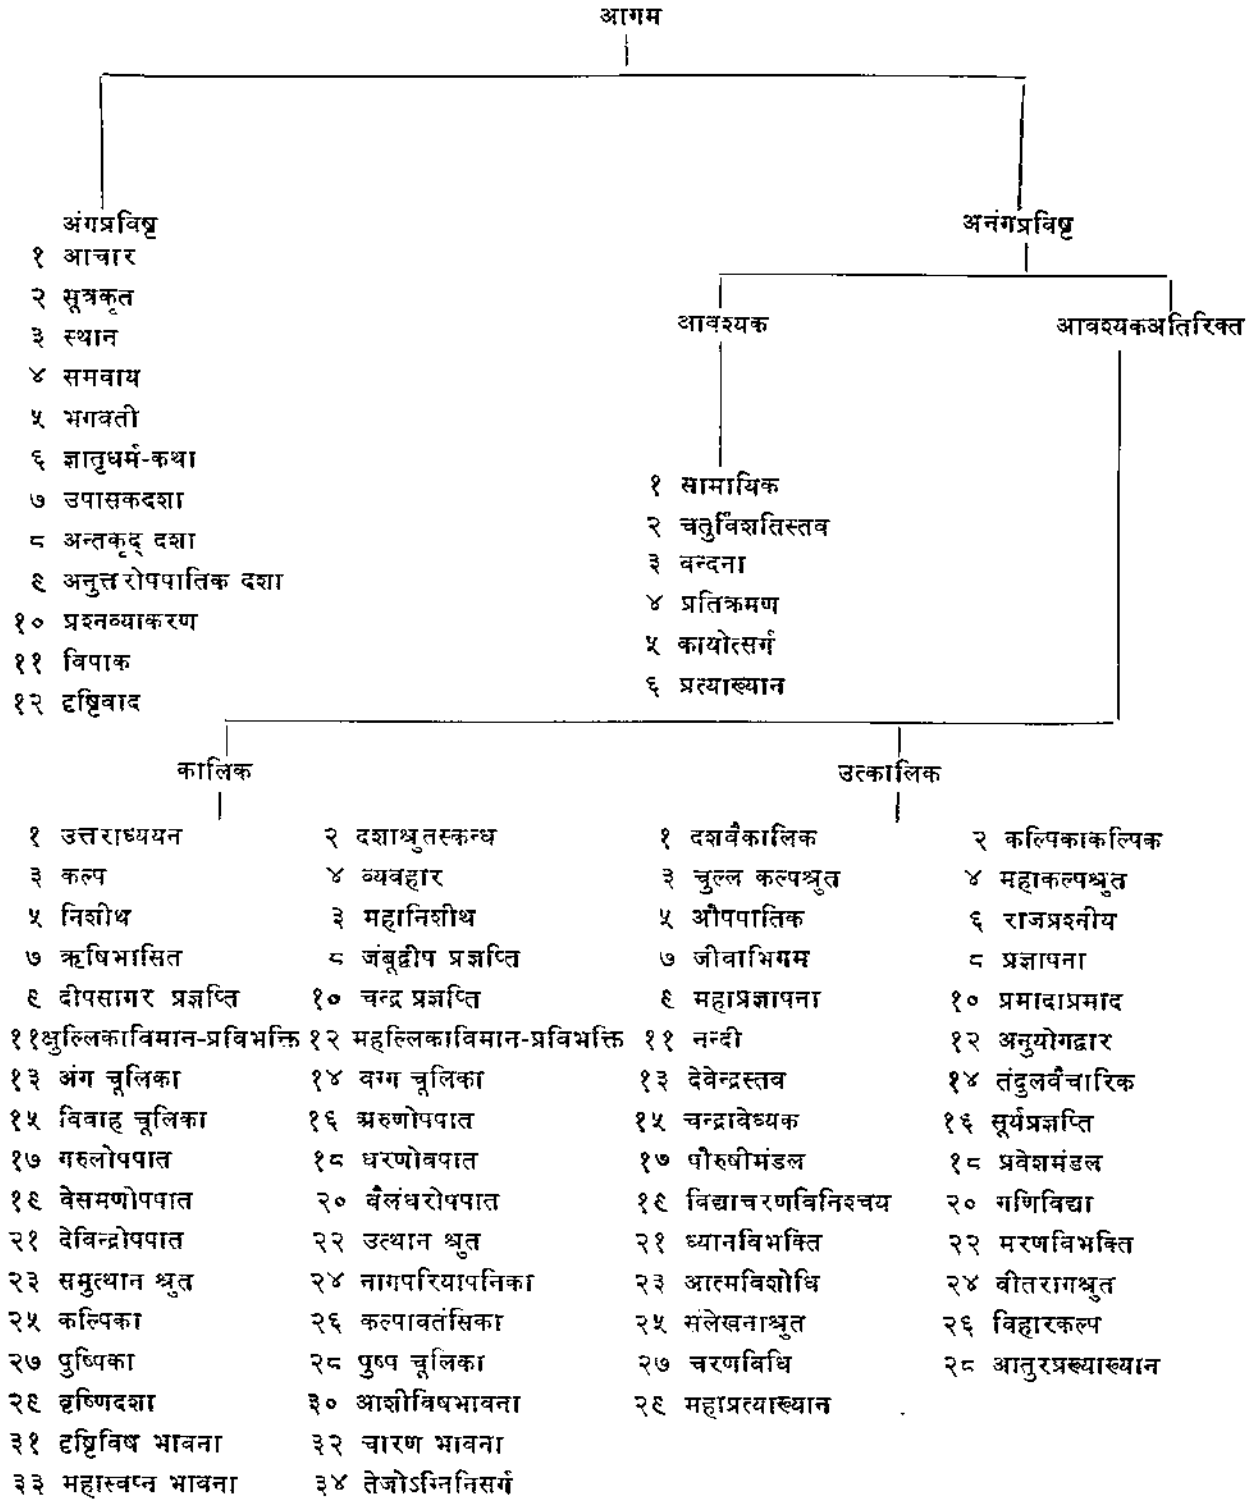 आगम
अंगप्रविष्ट
१ आचार
२ सूत्रकृत
३ स्थान
४ समवाय
५ भगवती
६ ज्ञातृधर्म-कथा
७ उपासकदशा
८ अन्तकृद् दशा
९ अनुत्तरोपपातिक दशा
१० प्रश्नव्याकरण
११ विपाक
१२ दृष्टिवाद
अनंगप्रविष्ट
आवश्यक
१ सामायिक
२ चतुर्विंशतिस्तव
३ वन्दना
४ प्रतिक्रमण
५ कायोत्सर्ग
६ प्रत्याख्यान
आवश्यकअतिरिक्त
कालिक
१ उत्तराध्ययन २ दशाश्रुतस्कन्ध
३ कल्प ४ व्यवहार
५ निशीथ ३ महानिशीथ
७ ऋषिभासित ८ जंबूद्वीप प्रज्ञप्ति
९ दीपसागर प्रज्ञप्ति १० चन्द्र प्रज्ञप्ति
११क्षुल्लिकाविमान-प्रविभक्ति १२ महल्लिकाविमान-प्रविभक्ति
१३ अंग चूलिका १४ वग्ग चूलिका
१५ विवाह चूलिका १६ अरुणोपपात
१७ गरुलोपपात १८ धरणोवपात
१९ वेसमणोपपात २० वैलंधरोपपात
२१ देविन्द्रोपपात २२ उत्थान श्रुत
२३ समुत्थान श्रुत २४ नागपरियापनिका
२५ कल्पिका २६ कल्पावतंसिका
२७ पुष्पिका २८ पुष्प चूलिका
२९ वृष्णिदशा ३० आशीविषभावना
३१ दृष्टिविष भावना ३२ चारण भावना
३३ महास्वप्न भावना ३४ तेजोऽग्निनिसर्ग
उत्कालिक
१ दशवैकालिक २ कल्पिकाकल्पिक
३ चुल्ल कल्पश्रुत ४ महाकल्पश्रुत
५ औपपातिक ६ राजप्रश्नीय
७ जीवाभिगम ८ प्रज्ञापना
९ महाप्रज्ञापना १० प्रमादाप्रमाद
११ नन्दी १२ अनुयोगद्वार
१३ देवेन्द्रस्तव १४ तंदुलवैचारिक
१५ चन्द्रावेध्यक १६ सूर्यप्रज्ञप्ति
१७ पौरुषीमंडल १८ प्रवेशमंडल
१९ विद्याचरणविनिश्चय २० गणिविद्या
२१ ध्यानविभक्ति २२ मरणविभक्ति
२३ आत्मविशोधि २४ वीतरागश्रुत
२५ संलेखनाश्रुत २६ विहारकल्प
२७ चरणविधि २८ आतुरप्रख्याख्यान
२९ महाप्रत्याख्यान